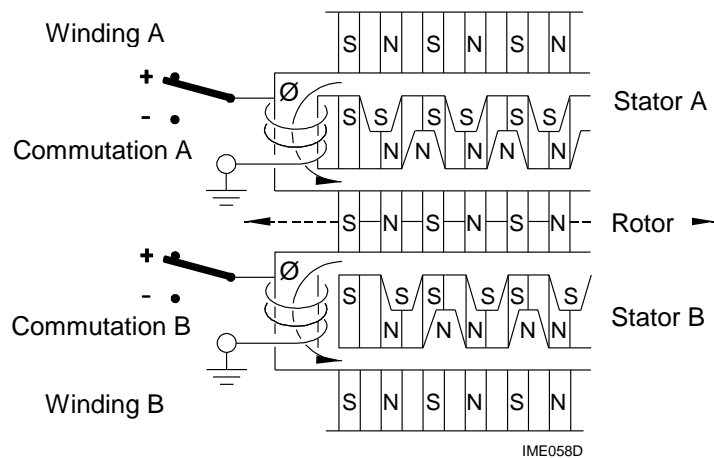 Winding A
S N S N S N
+
Ø
Stator A
-
S S S S S S
Commutation A
N N N N N
S N S N S N
Rotor
+
Ø
-
S S S S S S
Stator B
Commutation B
N N N N N
S N S N S N
Winding B
IME058D